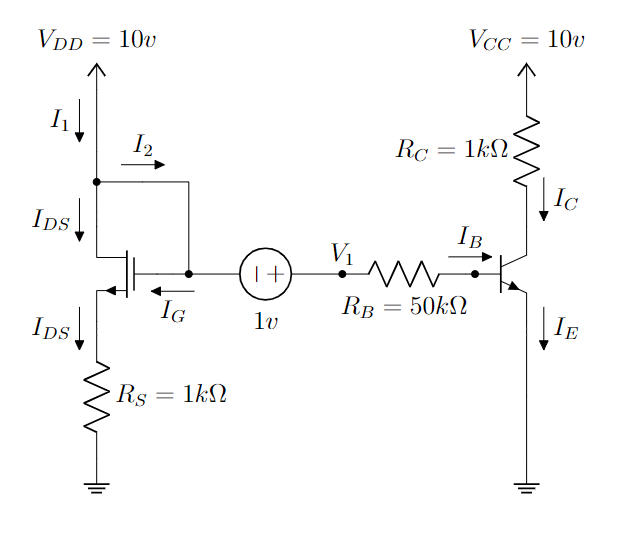 V_{DD} = 10v
V_{CC} = 10v
I_1
I_2
R_C = 1kΩ
I_{DS}
I_C
V_1
I_B
− +
I_G
R_B = 50kΩ
1v
I_{DS}
I_E
R_S = 1kΩ